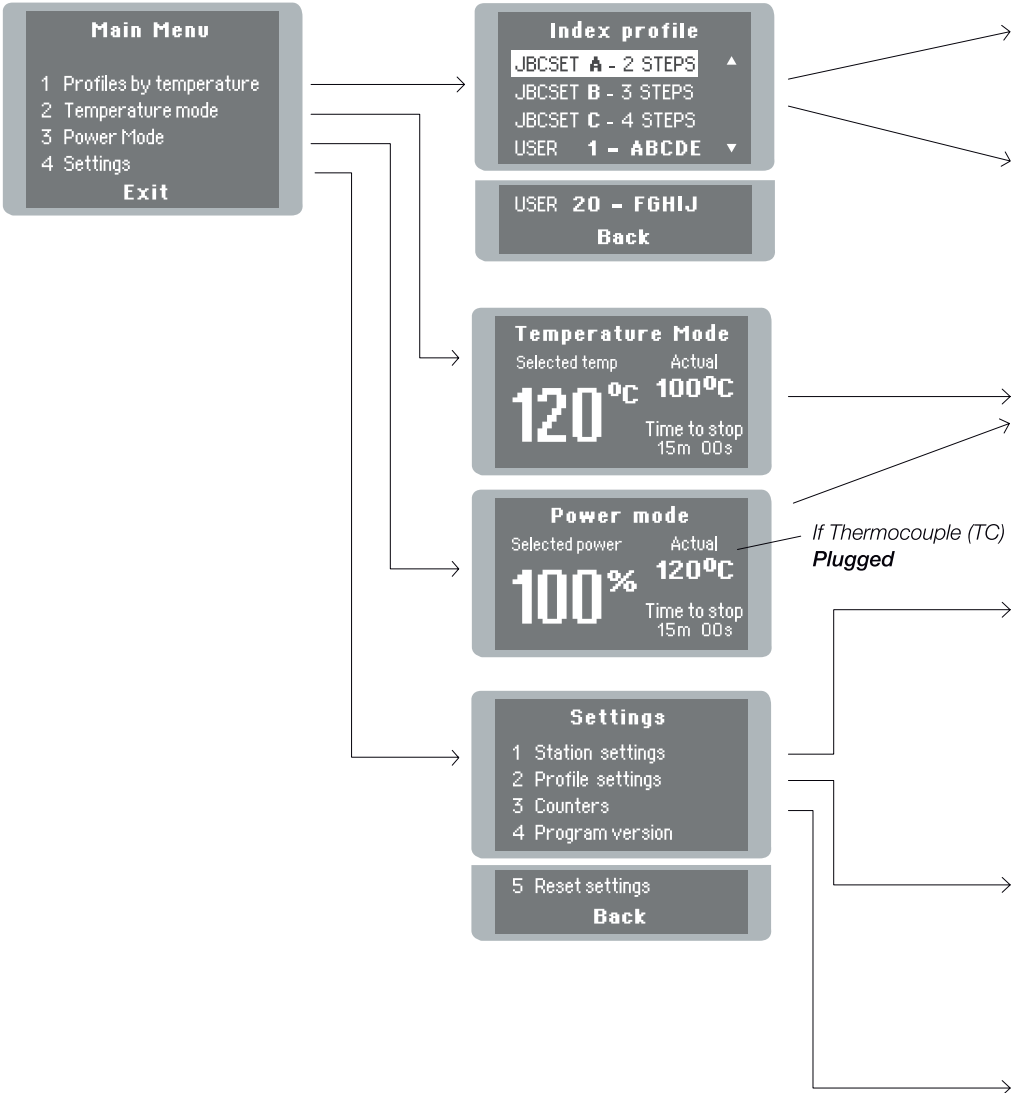 Main Menu
1 Profiles by temperature
2 Temperature mode
3 Power Mode
4 Settings
Exit
Index profile
JBCSET A - 2 STEPS ▲
JBCSET B - 3 STEPS
JBCSET C - 4 STEPS
USER 1 - ABCDE ▼
USER 20 - FGHIJ
Back
Temperature Mode
Selected temp Actual
120ºC 100ºC
Time to stop
15m 00s
Power mode
Selected power Actual
100% 120ºC
Time to stop
15m 00s
If Thermocouple (TC)
Plugged
Settings
1 Station settings
2 Profile settings
3 Counters
4 Program version
5 Reset settings
Back